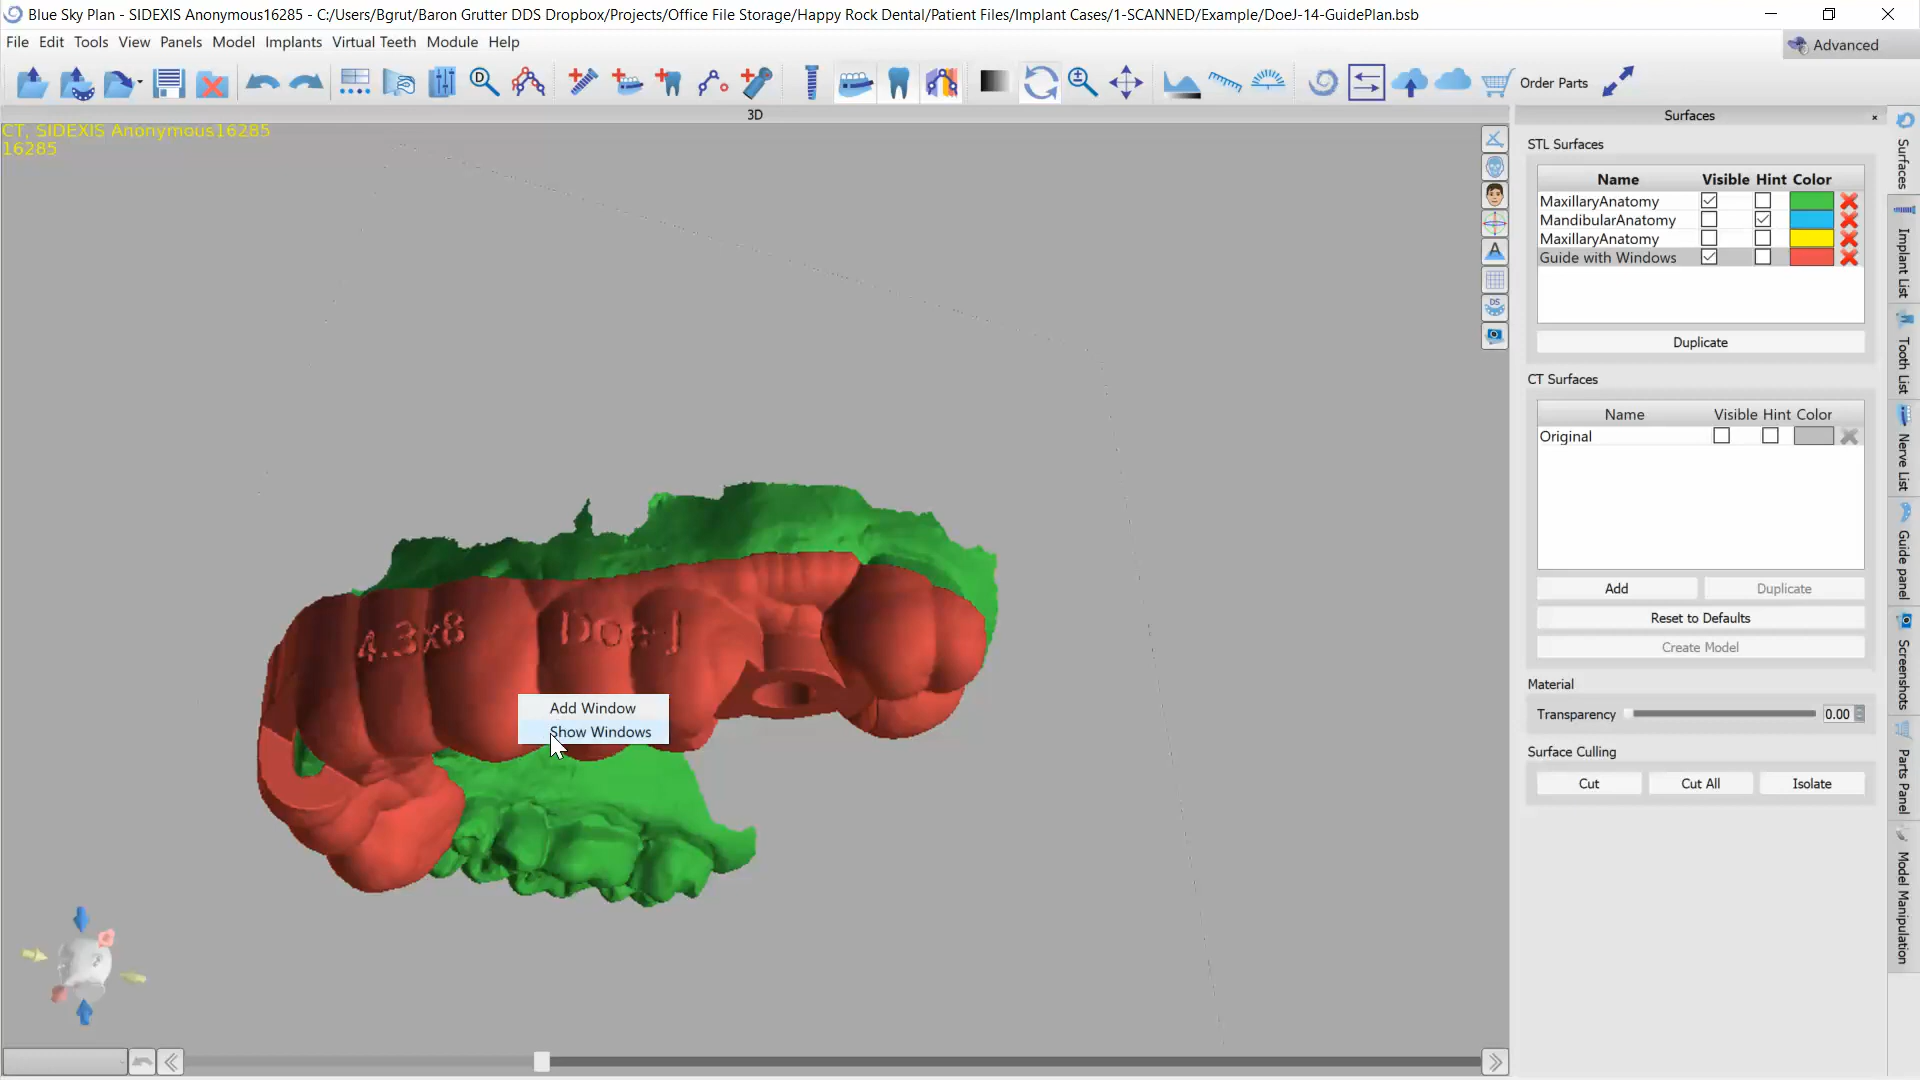 Blue Sky Plan - SIDEXIS Anonymous16285 - C:/Users/Bgrut/Baron Grutter DDS Dropbox/Projects/Office File Storage/Happy Rock Dental/Patient Files/Implant Cases/1-SCANNED/Example/DoeJ-14-GuidePlan.bsb
File Edit Tools View Panels Model Implants Virtual Teeth Module Help
Advanced
Order Parts
3D
CT, SIDEXIS Anonymous16285
16285
4.3x8
DoeJ
Add Window
Show Windows
Surfaces
STL Surfaces
Name Visible Hint Color
MaxillaryAnatomy
MandibularAnatomy
MaxillaryAnatomy
Guide with Windows
Duplicate
CT Surfaces
Name Visible Hint Color
Original
Add Duplicate
Reset to Defaults
Create Model
Material
Transparency 0.00
Surface Culling
Cut Cut All Isolate
Surfaces
Implant List
Tooth List
Nerve List
Guide panel
Screenshots
Parts Panel
Model Manipulation